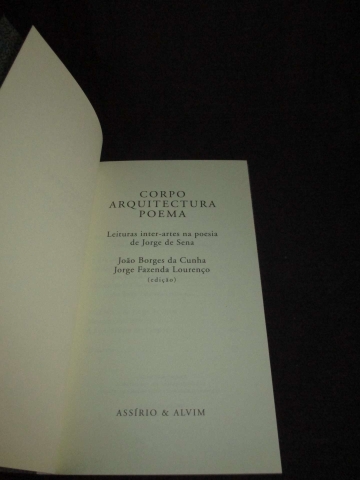 CORPO
ARQUITECTURA
POEMA
Leituras inter-artes na poesia
de Jorge de Sena
João Borges da Cunha
Jorge Fazenda Lourenço
(edição)
ASSÍRIO & ALVIM